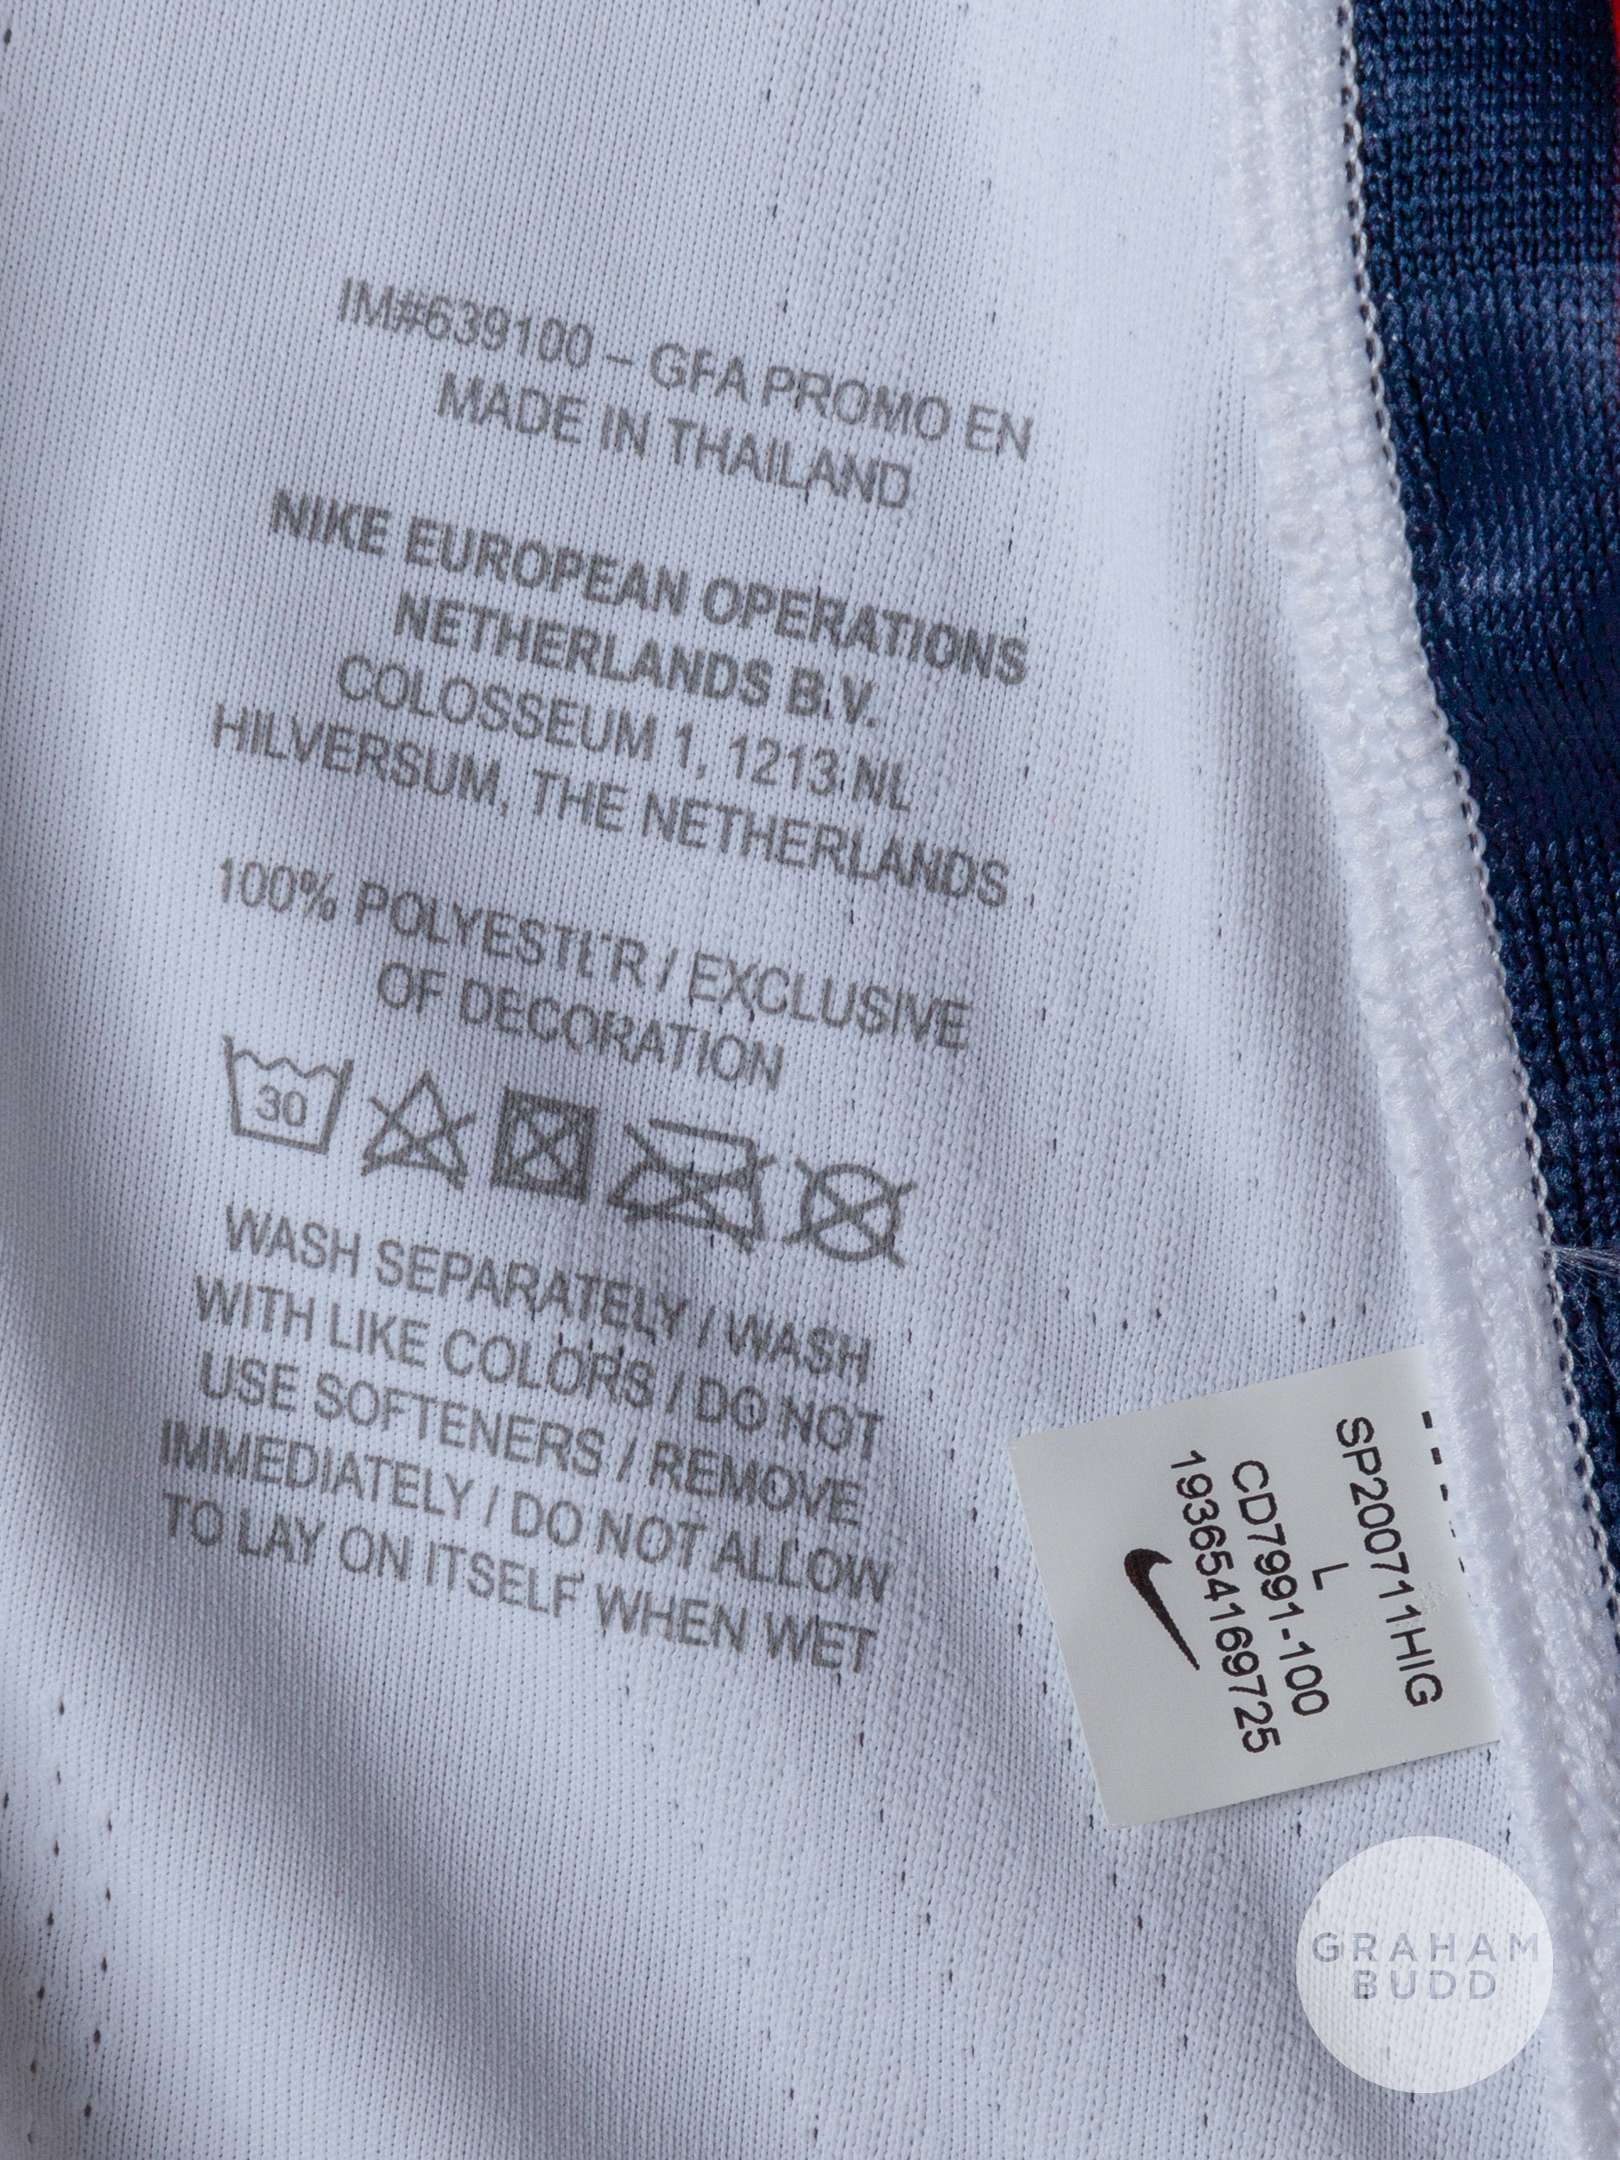 IM#639100 – GFA PROMO EN
MADE IN THAILAND
NIKE EUROPEAN OPERATIONS
NETHERLANDS B.V.
COLOSSEUM 1, 1213 NL
HILVERSUM, THE NETHERLANDS
100% POLYESTER / EXCLUSIVE
OF DECORATION
30
WASH SEPARATELY / WASH
WITH LIKE COLORS / DO NOT
USE SOFTENERS / REMOVE
IMMEDIATELY / DO NOT ALLOW
TO LAY ON ITSELF WHEN WET
SP200711HIG
L
CD7991-100
193654169725
GRAHAM
BUDD